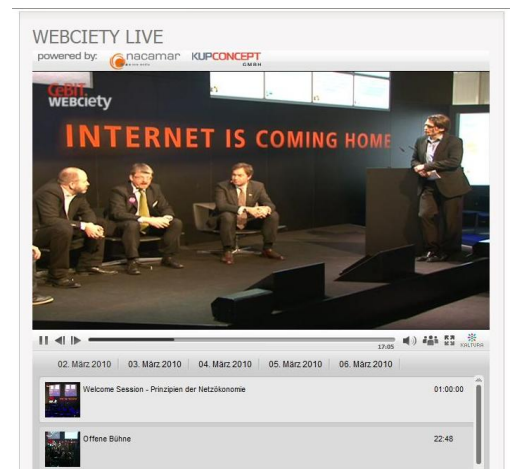 WEBCIETY LIVE
powered by: nacamar KUPCONCEPT
GMBH
CeBIT
WEBciety
INTERNET IS COMING HOME
17:05
KALTURA
02. März 2010 03. März 2010 04. März 2010 05. März 2010 06. März 2010
Welcome Session - Prinzipien der Netzökonomie 01:00:00
Offene Bühne 22:48